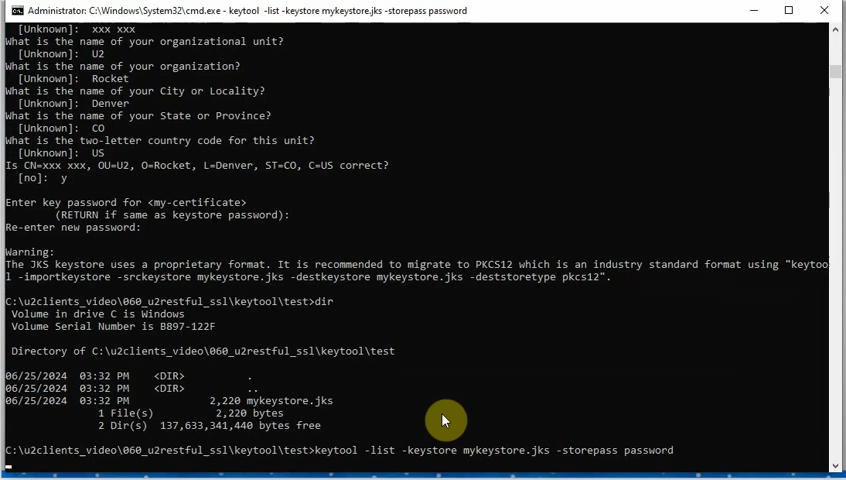 Administrator: C:\Windows\System32\cmd.exe - keytool -list -keystore mykeystore.jks -storepass password
[Unknown]:  xxx xxx
What is the name of your organizational unit?
[Unknown]:  U2
What is the name of your organization?
[Unknown]:  Rocket
What is the name of your City or Locality?
[Unknown]:  Denver
What is the name of your State or Province?
[Unknown]:  CO
What is the two-letter country code for this unit?
[Unknown]:  US
Is CN=xxx xxx, OU=U2, O=Rocket, L=Denver, ST=CO, C=US correct?
[no]:  y
Enter key password for <my-certificate>
(RETURN if same as keystore password):
Re-enter new password:
Warning:
The JKS keystore uses a proprietary format. It is recommended to migrate to PKCS12 which is an industry standard format using "keytoo
l -importkeystore -srckeystore mykeystore.jks -destkeystore mykeystore.jks -deststoretype pkcs12".
C:\u2clients_video\060_u2restful_ssl\keytool\test>dir
Volume in drive C is Windows
Volume Serial Number is B897-122F
Directory of C:\u2clients_video\060_u2restful_ssl\keytool\test
06/25/2024  03:32 PM    <DIR>          .
06/25/2024  03:32 PM    <DIR>          ..
06/25/2024  03:32 PM             2,220 mykeystore.jks
1 File(s)          2,220 bytes
2 Dir(s)  137,633,341,440 bytes free
C:\u2clients_video\060_u2restful_ssl\keytool\test>keytool -list -keystore mykeystore.jks -storepass password